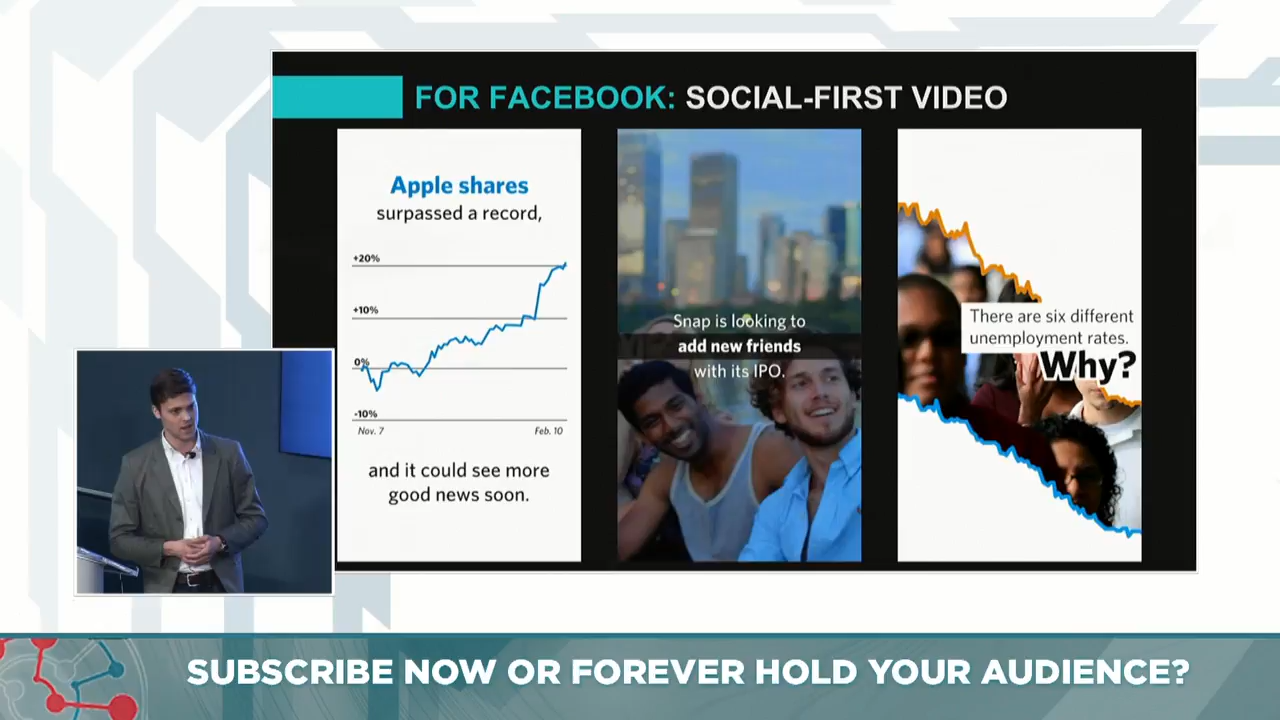 FOR FACEBOOK: SOCIAL-FIRST VIDEO
Apple shares
surpassed a record,
+20%
+10%
0%
-10%
Nov. 7 Feb. 10
and it could see more
good news soon.
Snap is looking to
add new friends
with its IPO.
There are six different
unemployment rates.
Why?
SUBSCRIBE NOW OR FOREVER HOLD YOUR AUDIENCE?